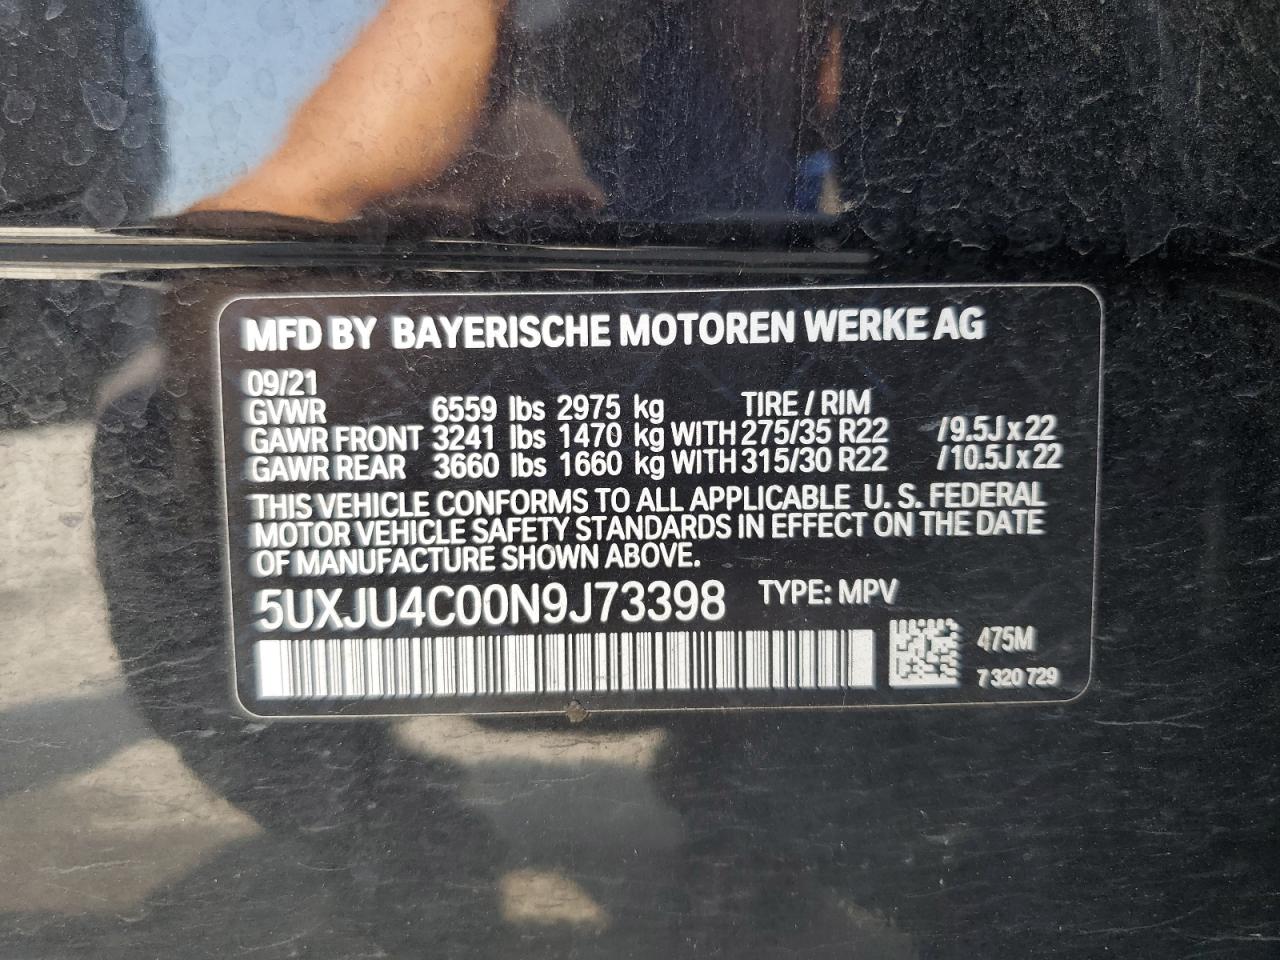 MFD BY BAYERISCHE MOTOREN WERKE AG
09/21
GVWR 6559 lbs 2975 kg TIRE / RIM
GAWR FRONT 3241 lbs 1470 kg WITH 275/35 R22 /9.5J x 22
GAWR REAR 3660 lbs 1660 kg WITH 315/30 R22 /10.5J x 22
THIS VEHICLE CONFORMS TO ALL APPLICABLE U. S. FEDERAL
MOTOR VEHICLE SAFETY STANDARDS IN EFFECT ON THE DATE
OF MANUFACTURE SHOWN ABOVE.
5UXJU4C00N9J73398 TYPE: MPV
475M
7 320 729